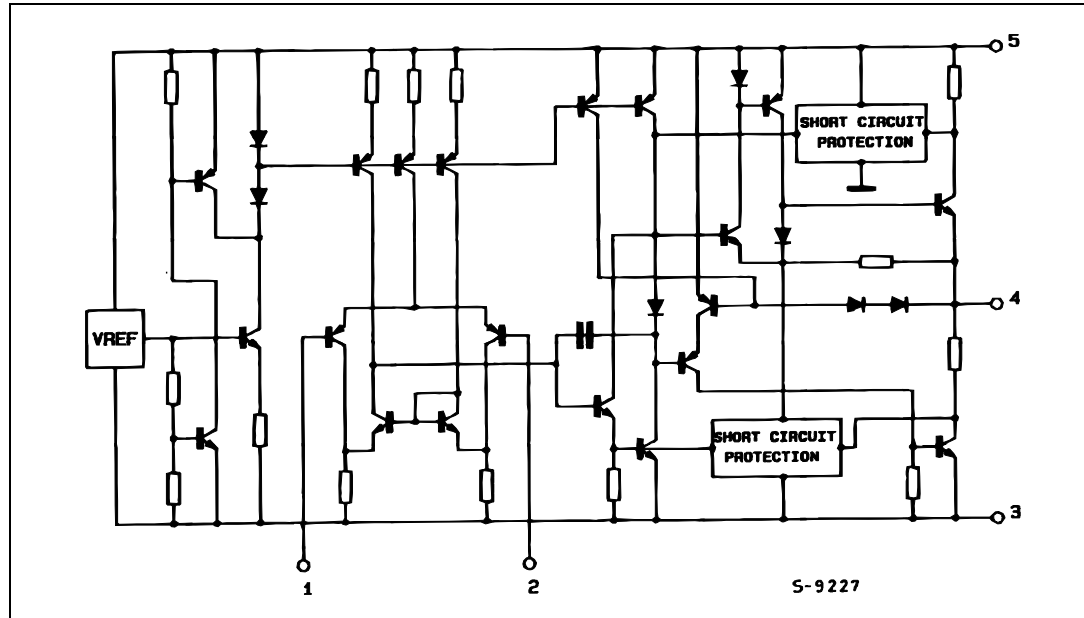 5
SHORT CIRCUIT
PROTECTION
4
VREF
SHORT CIRCUIT
PROTECTION
3
1
2
S-9227